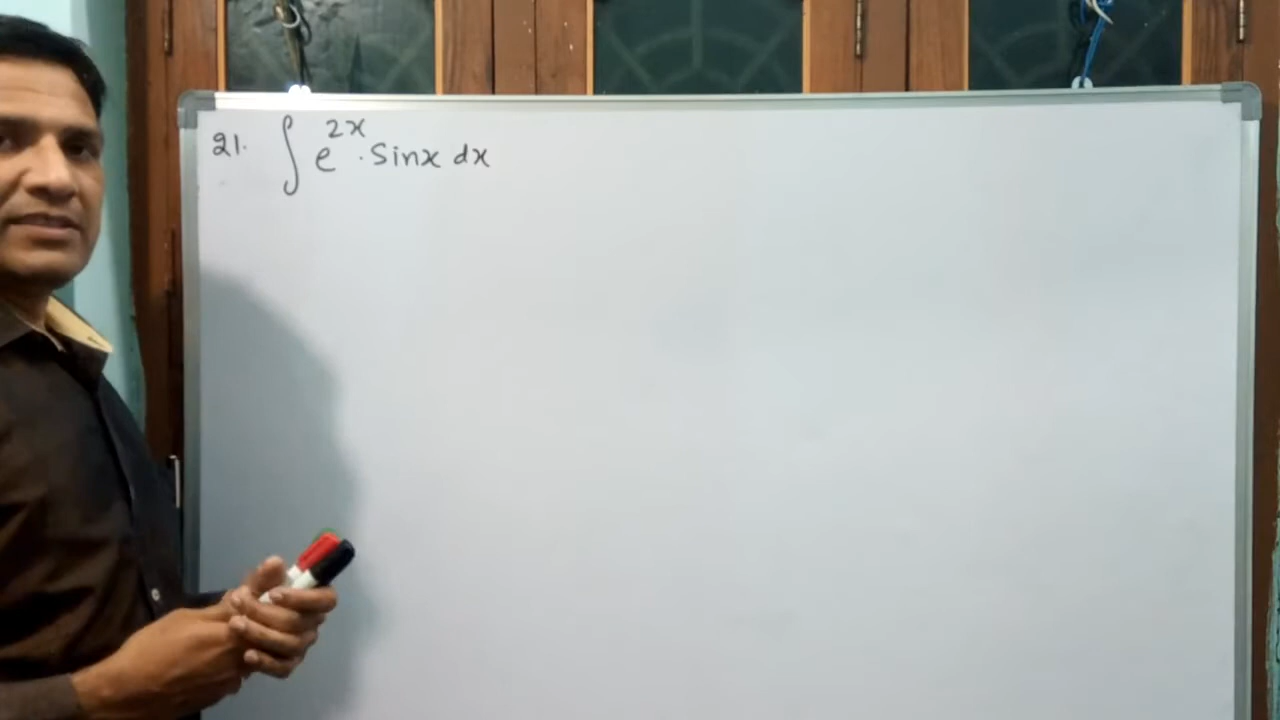 21. ∫ e^{2x} . Sinx dx